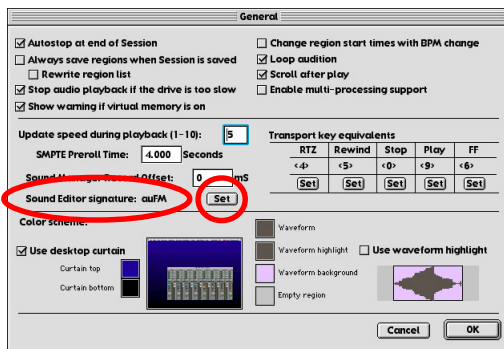 General
Autostop at end of Session
Always save regions when Session is saved
Rewrite region list
Stop audio playback if the drive is too slow
Show warning if virtual memory is on
Change region start times with BPM change
Loop audition
Scroll after play
Enable multi-processing support
Update speed during playback (1-10): 5
SMPTE Preroll Time: 4.000 Seconds
Sound Manager Record Offset: 0 mS
Sound Editor signature: auFM Set
Transport key equivalents
RTZ Rewind Stop Play FF
<4> <5> <0> <9> <6>
Set Set Set Set Set
Color scheme:
Use desktop curtain
Curtain top
Curtain bottom
Waveform
Waveform highlight
Use waveform highlight
Waveform background
Empty region
Cancel OK